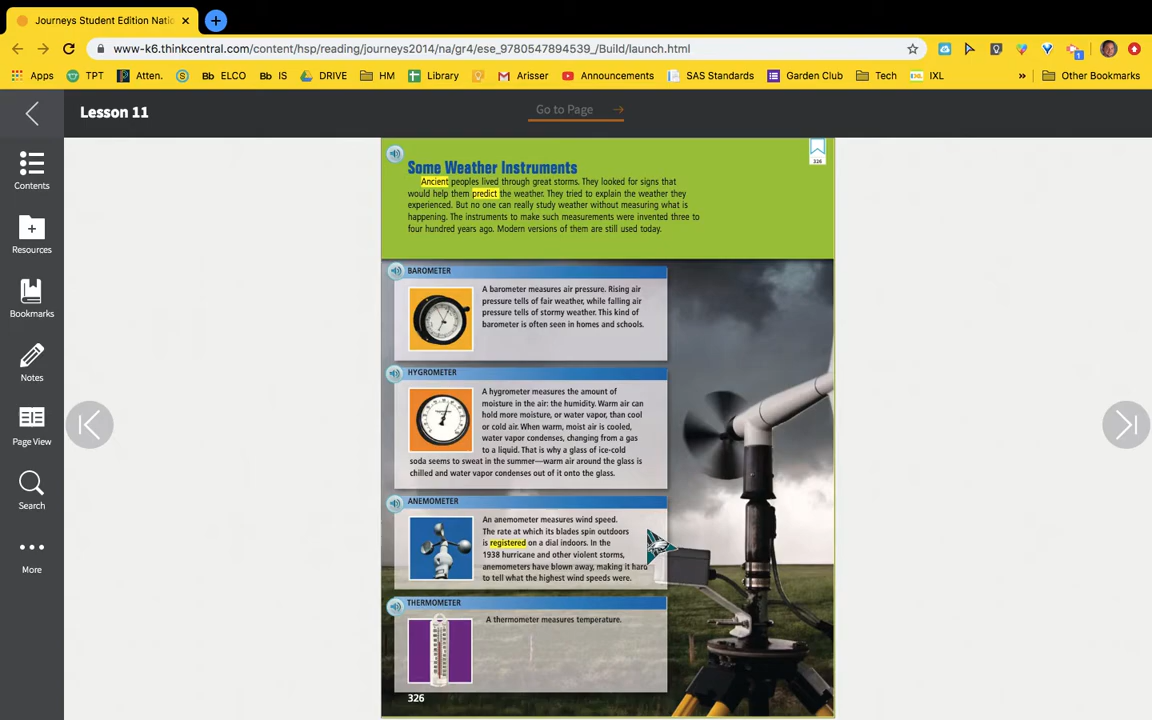 Journeys Student Edition Natio
www-k6.thinkcentral.com/content/hsp/reading/journeys2014/na/gr4/ese_9780547894539_/Build/launch.html
Apps TPT Atten. Bb ELCO Bb IS DRIVE HM Library Arisser Announcements SAS Standards Garden Club Tech IXL » Other Bookmarks
Lesson 11
Go to Page →
Contents
Resources
Bookmarks
Notes
Page View
Search
More
326
Some Weather Instruments
Ancient peoples lived through great storms. They looked for signs that
would help them predict the weather. They tried to explain the weather they
experienced. But no one can really study weather without measuring what is
happening. The instruments to make such measurements were invented three to
four hundred years ago. Modern versions of them are still used today.
BAROMETER
A barometer measures air pressure. Rising air
pressure tells of fair weather, while falling air
pressure tells of stormy weather. This kind of
barometer is often seen in homes and schools.
HYGROMETER
A hygrometer measures the amount of
moisture in the air: the humidity. Warm air can
hold more moisture, or water vapor, than cool
or cold air. When warm, moist air is cooled,
water vapor condenses, changing from a gas
to a liquid. That is why a glass of ice-cold
soda seems to sweat in the summer—warm air around the glass is
chilled and water vapor condenses out of it onto the glass.
ANEMOMETER
An anemometer measures wind speed.
The rate at which its blades spin outdoors
is registered on a dial indoors. In the
1938 hurricane and other violent storms,
anemometers have blown away, making it hard
to tell what the highest wind speeds were.
THERMOMETER
A thermometer measures temperature.
326